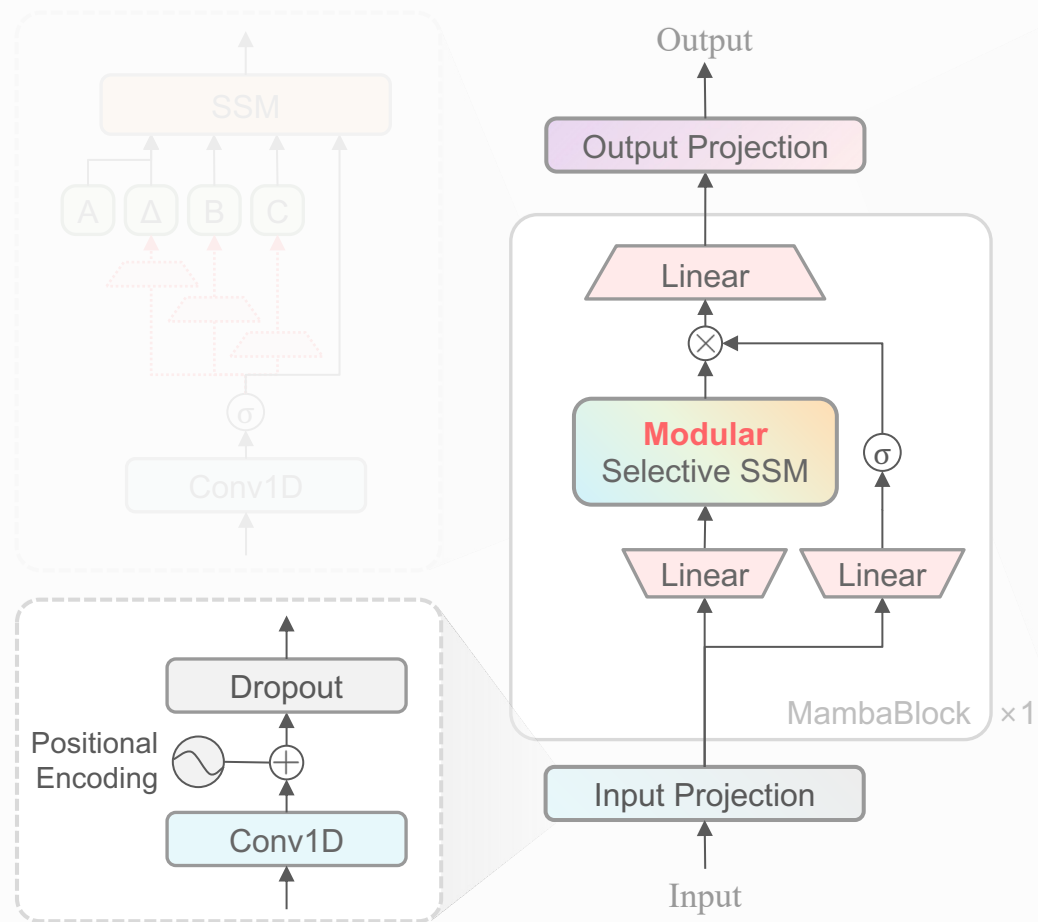 Output
Output Projection
Linear
Modular
Selective SSM
σ
Linear
Linear
MambaBlock ×1
Input Projection
Input
SSM
A
Δ
B
C
σ
Conv1D
Dropout
Positional
Encoding
Conv1D